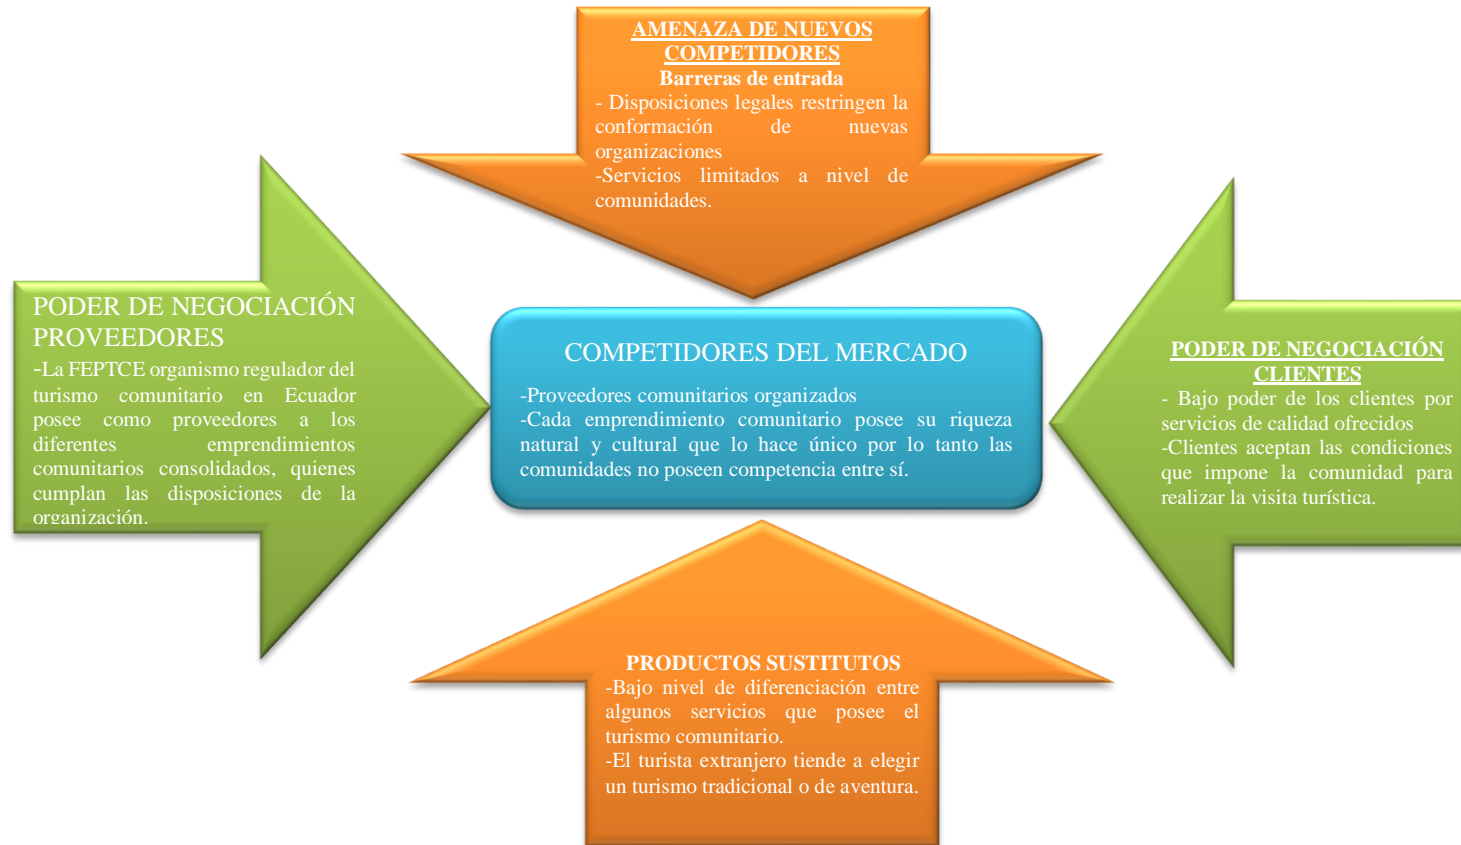 AMENAZA DE NUEVOS
COMPETIDORES
Barreras de entrada
- Disposiciones legales restringen la
conformación de nuevas
organizaciones
-Servicios limitados a nivel de
comunidades.
PODER DE NEGOCIACIÓN
PROVEEDORES
-La FEPTCE organismo regulador del
turismo comunitario en Ecuador
posee como proveedores a los
diferentes emprendimientos
comunitarios consolidados, quienes
cumplan las disposiciones de la
organización.
COMPETIDORES DEL MERCADO
-Proveedores comunitarios organizados
-Cada emprendimiento comunitario posee su riqueza
natural y cultural que lo hace único por lo tanto las
comunidades no poseen competencia entre sí.
PODER DE NEGOCIACIÓN
CLIENTES
- Bajo poder de los clientes por
servicios de calidad ofrecidos
-Clientes aceptan las condiciones
que impone la comunidad para
realizar la visita turística.
PRODUCTOS SUSTITUTOS
-Bajo nivel de diferenciación entre
algunos servicios que posee el
turismo comunitario.
-El turista extranjero tiende a elegir
un turismo tradicional o de aventura.